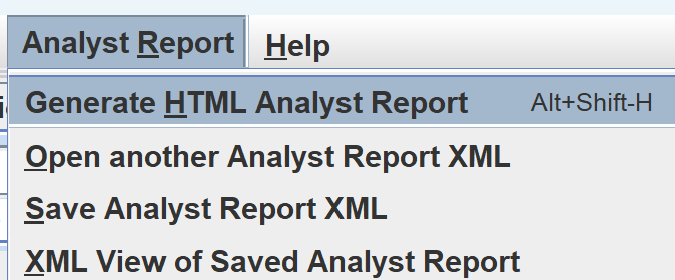 Analyst Report Help
Generate HTML Analyst Report Alt+Shift-H
Open another Analyst Report XML
Save Analyst Report XML
XML View of Saved Analyst Report